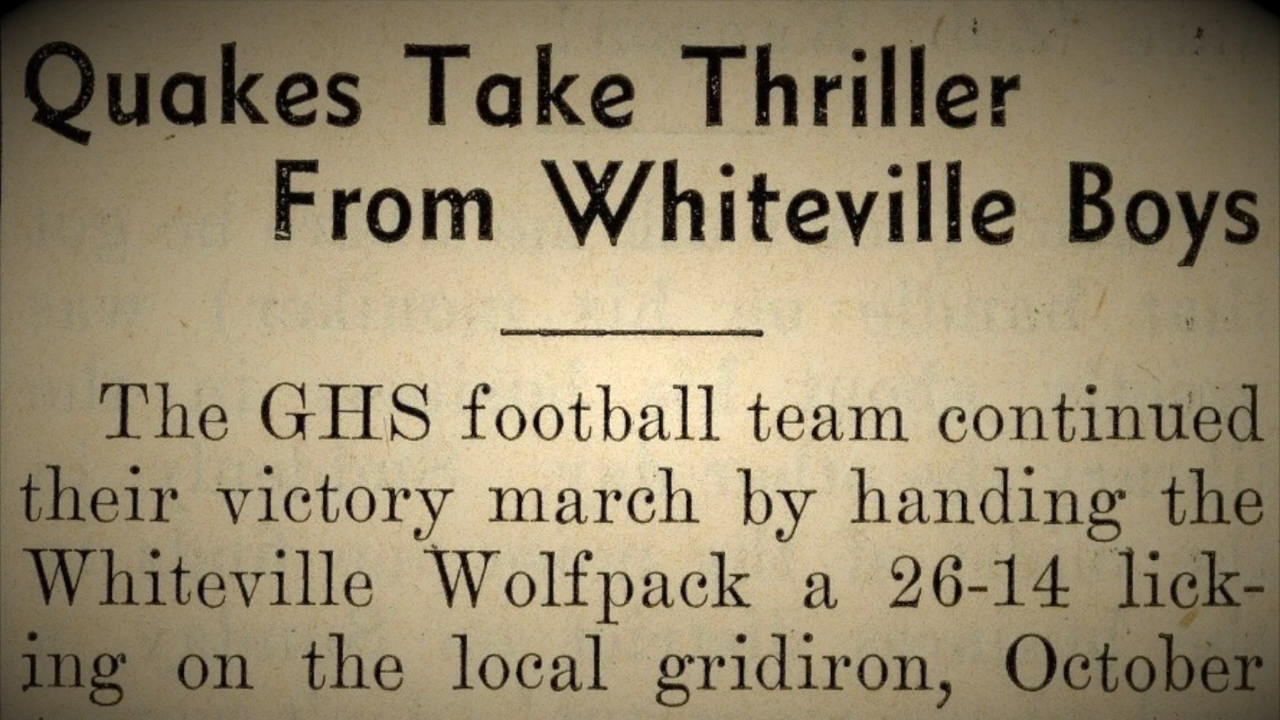 Quakes Take Thriller
From Whiteville Boys
The GHS football team continued
their victory march by handing the
Whiteville Wolfpack a 26-14 lick-
ing on the local gridiron, October